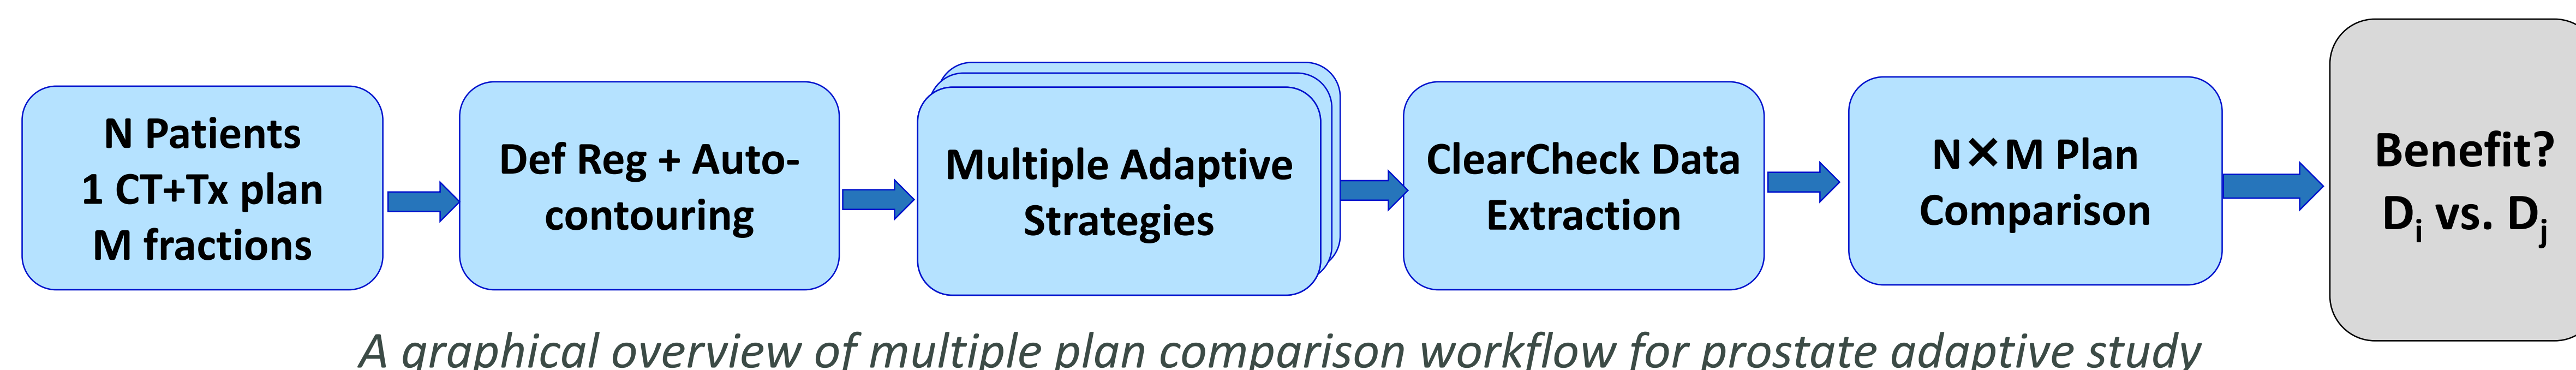 N Patients
1 CT+Tx plan
M fractions
Def Reg + Auto-
contouring
Multiple Adaptive
Strategies
ClearCheck Data
Extraction
N✕M Plan
Comparison
Benefit?
Di vs. Dj
A graphical overview of multiple plan comparison workflow for prostate adaptive study